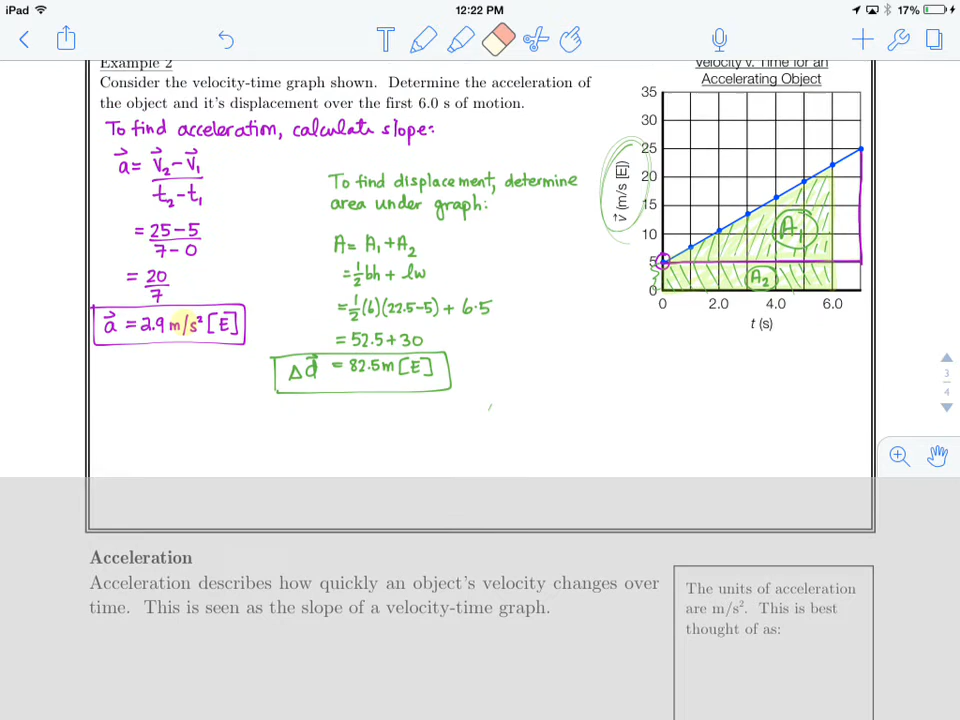 iPad
12:22 PM
17%
T
Example 2
Consider the velocity-time graph shown. Determine the acceleration of
the object and it's displacement over the first 6.0 s of motion.
To find acceleration, calculate slope:
a⃗ = v⃗₂ - v⃗₁
t₂ - t₁
= 25 - 5
7 - 0
= 20
7
a⃗ = 2.9 m/s² [E]
To find displacement, determine
area under graph:
A = A₁ + A₂
= ½bh + lw
= ½(6)(22.5-5) + 6·5
= 52.5 + 30
Δd⃗ = 82.5m [E]
Velocity v. Time for an
Accelerating Object
v⃗ (m/s [E])
35
30
25
20
15
10
5
0
A₁
A₂
0 2.0 4.0 6.0
t (s)
3
4
Acceleration
Acceleration describes how quickly an object's velocity changes over
time. This is seen as the slope of a velocity-time graph.
The units of acceleration
are m/s². This is best
thought of as: